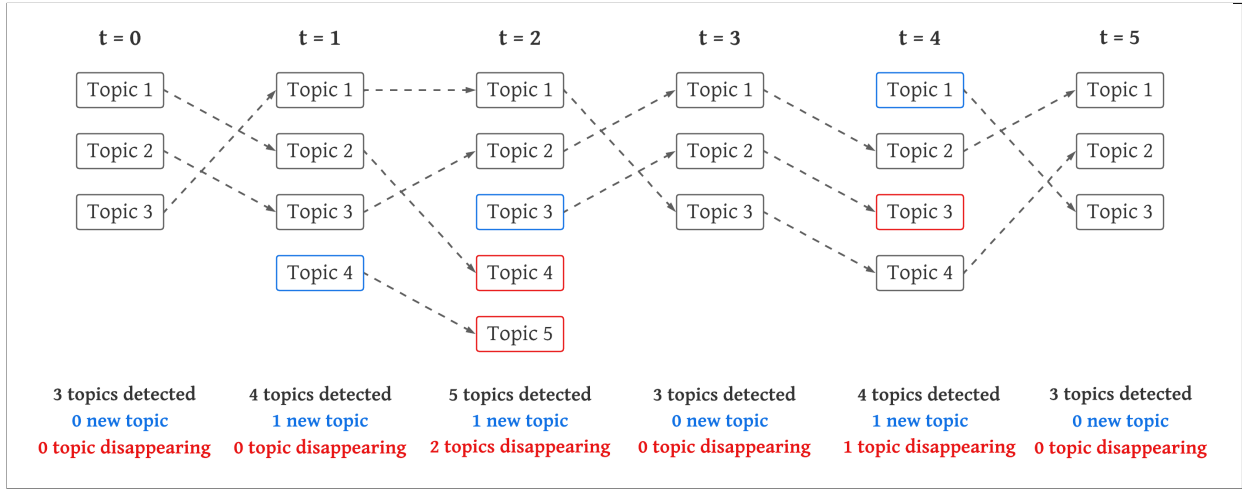 t = 0
t = 1
t = 2
t = 3
t = 4
t = 5
Topic 1
Topic 1
Topic 1
Topic 1
Topic 1
Topic 1
Topic 2
Topic 2
Topic 2
Topic 2
Topic 2
Topic 2
Topic 3
Topic 3
Topic 3
Topic 3
Topic 3
Topic 3
Topic 4
Topic 4
Topic 4
Topic 5
3 topics detected
4 topics detected
5 topics detected
3 topics detected
4 topics detected
3 topics detected
0 new topic
1 new topic
1 new topic
0 new topic
1 new topic
0 new topic
0 topic disappearing
0 topic disappearing
2 topics disappearing
0 topic disappearing
1 topic disappearing
0 topic disappearing